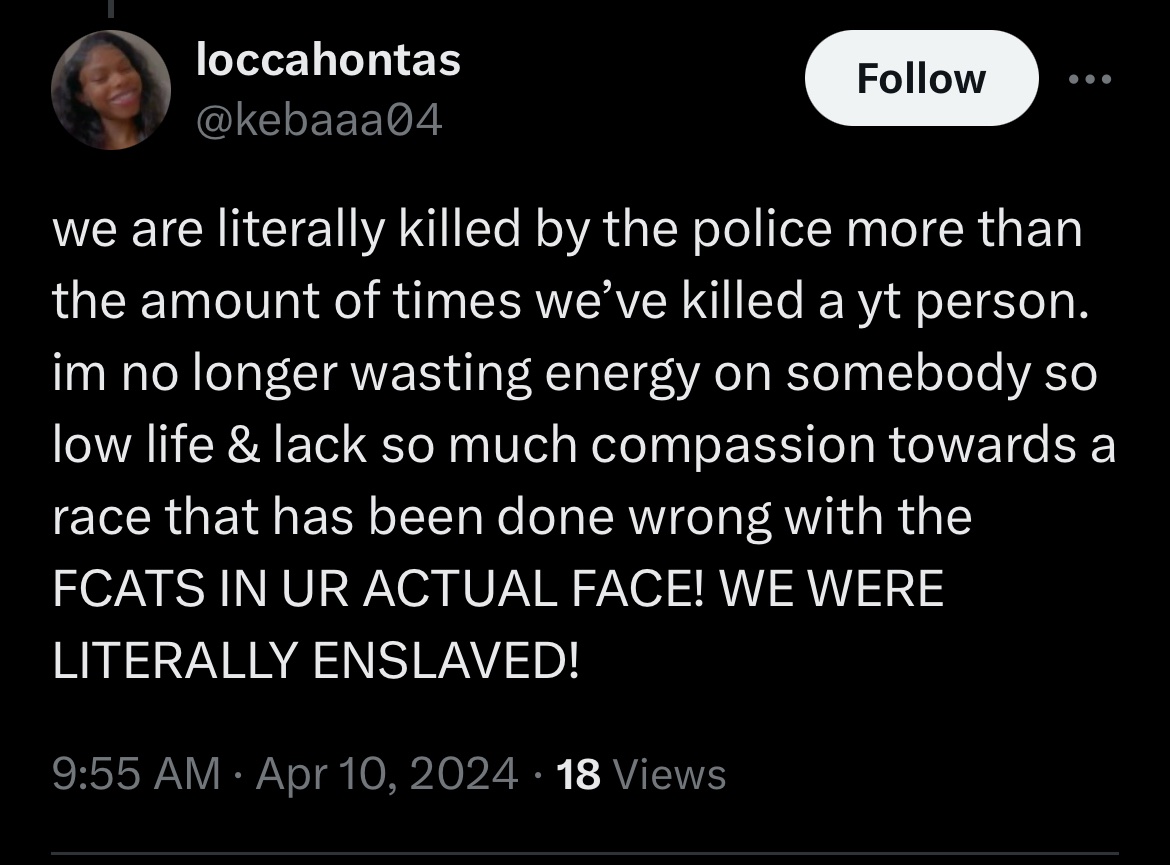 loccahontas
@kebaaa04
Follow
we are literally killed by the police more than
the amount of times we’ve killed a yt person.
im no longer wasting energy on somebody so
low life & lack so much compassion towards a
race that has been done wrong with the
FCATS IN UR ACTUAL FACE! WE WERE
LITERALLY ENSLAVED!
9:55 AM · Apr 10, 2024 · 18 Views